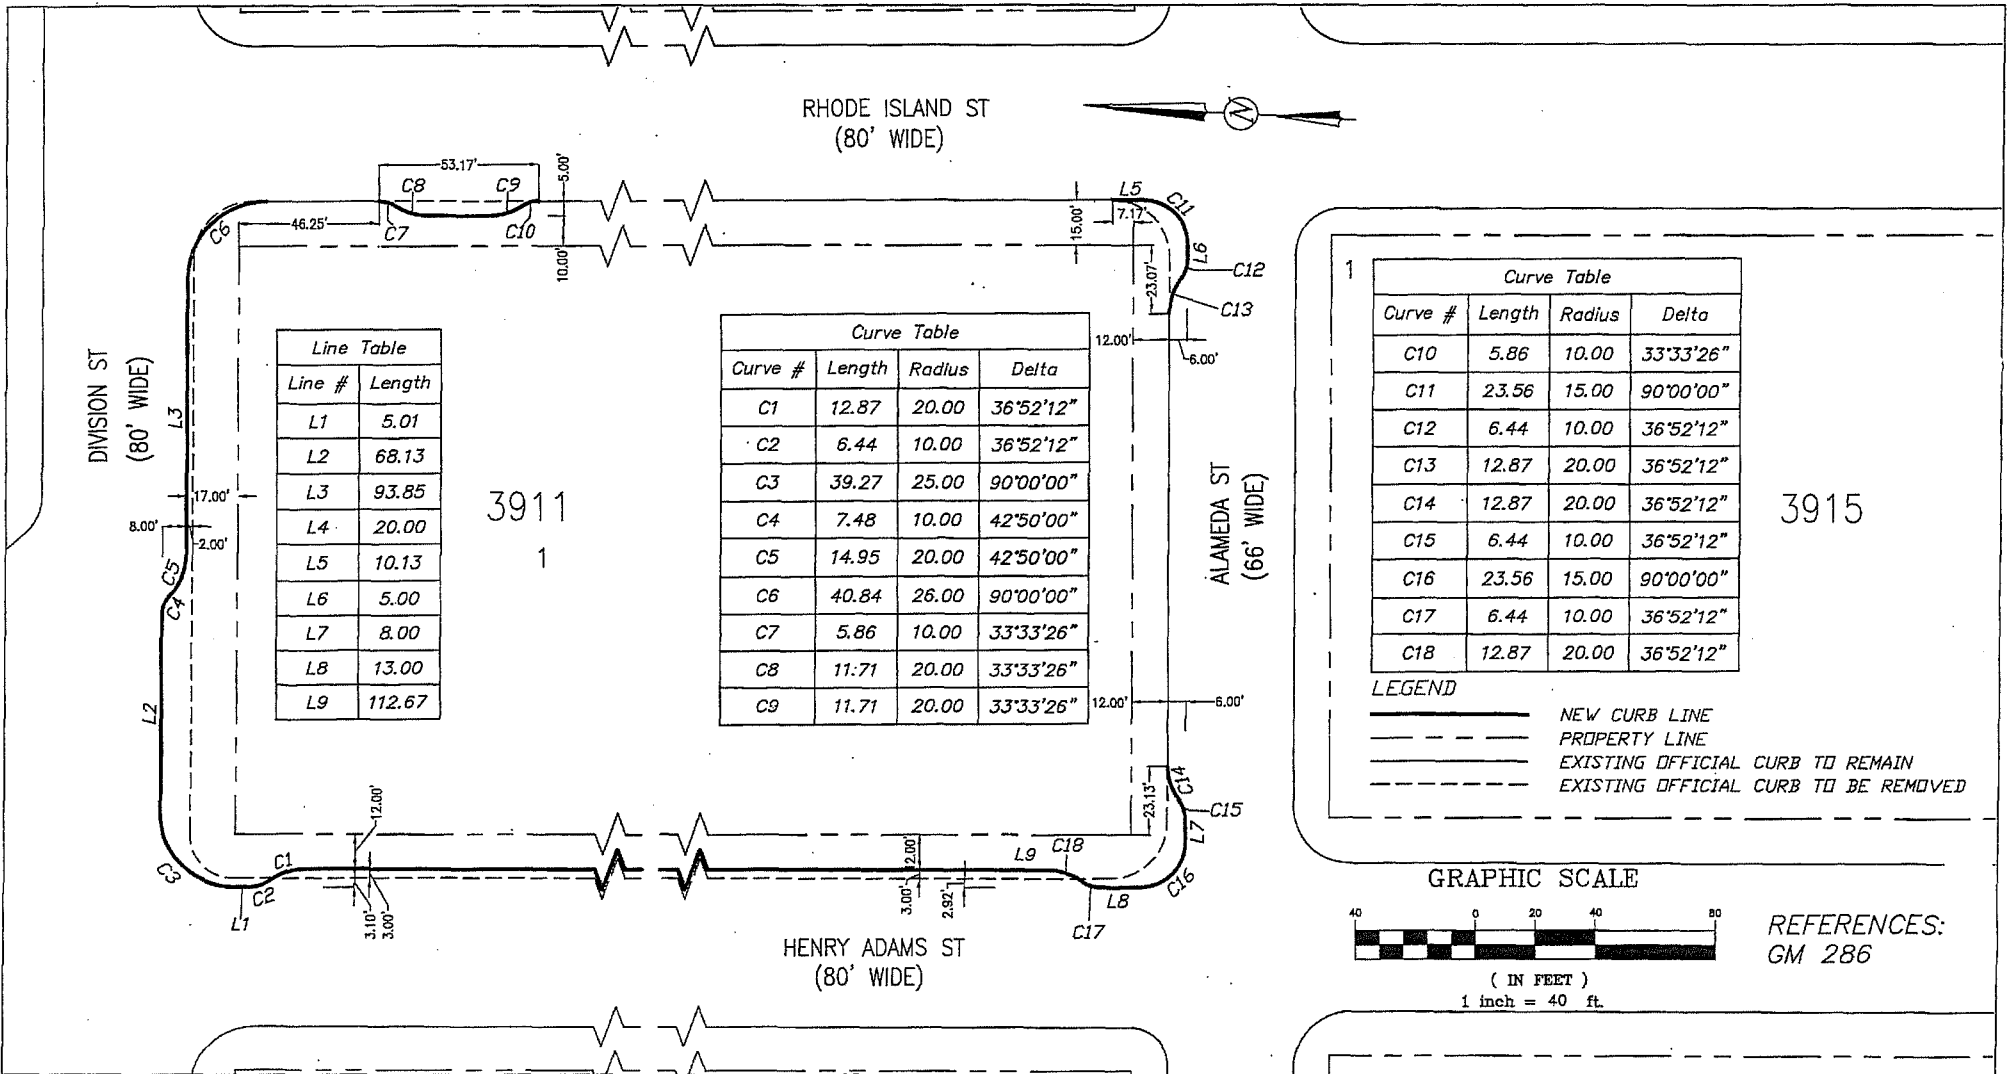 RHODE ISLAND ST
(80' WIDE)
N
53.17'
5.00'
C8
C9
L5
C11
C6
46.25'
C7
C10
10.00'
15.00'
7.17'
L6
C12
23.07'
C13
12.00'
6.00'
DIVISION ST
(80' WIDE)
L3
17.00'
8.00'
2.00'
C5
C4
L2
Line Table
Line # Length
L1 5.01
L2 68.13
L3 93.85
L4 20.00
L5 10.13
L6 5.00
L7 8.00
L8 13.00
L9 112.67
3911
1
Curve Table
Curve # Length Radius Delta
C1 12.87 20.00 36°52'12"
C2 6.44 10.00 36°52'12"
C3 39.27 25.00 90°00'00"
C4 7.48 10.00 42°50'00"
C5 14.95 20.00 42°50'00"
C6 40.84 26.00 90°00'00"
C7 5.86 10.00 33°33'26"
C8 11.71 20.00 33°33'26"
C9 11.71 20.00 33°33'26"
ALAMEDA ST
(66' WIDE)
12.00'
6.00'
1
Curve Table
Curve # Length Radius Delta
C10 5.86 10.00 33°33'26"
C11 23.56 15.00 90°00'00"
C12 6.44 10.00 36°52'12"
C13 12.87 20.00 36°52'12"
C14 12.87 20.00 36°52'12"
C15 6.44 10.00 36°52'12"
C16 23.56 15.00 90°00'00"
C17 6.44 10.00 36°52'12"
C18 12.87 20.00 36°52'12"
3915
LEGEND
NEW CURB LINE
PROPERTY LINE
EXISTING OFFICIAL CURB TO REMAIN
EXISTING OFFICIAL CURB TO BE REMOVED
C14
23.13'
C15
L7
C16
12.00'
C3
C1
C2
L1
3.10'
3.00'
12.00'
3.00'
2.92'
L9
C18
L8
C17
HENRY ADAMS ST
(80' WIDE)
GRAPHIC SCALE
40 0 20 40 80
( IN FEET )
1 inch = 40 ft.
REFERENCES:
GM 286